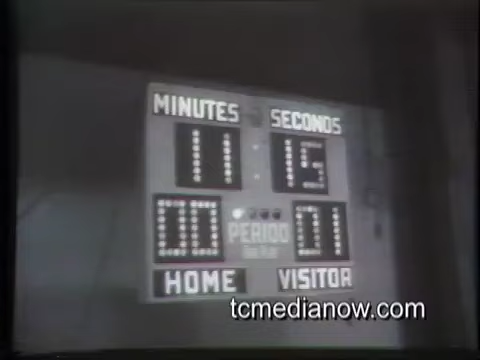 MINUTES SECONDS
11 : 15
00 PERIOD 01
HOME VISITOR
tcmedianow.com